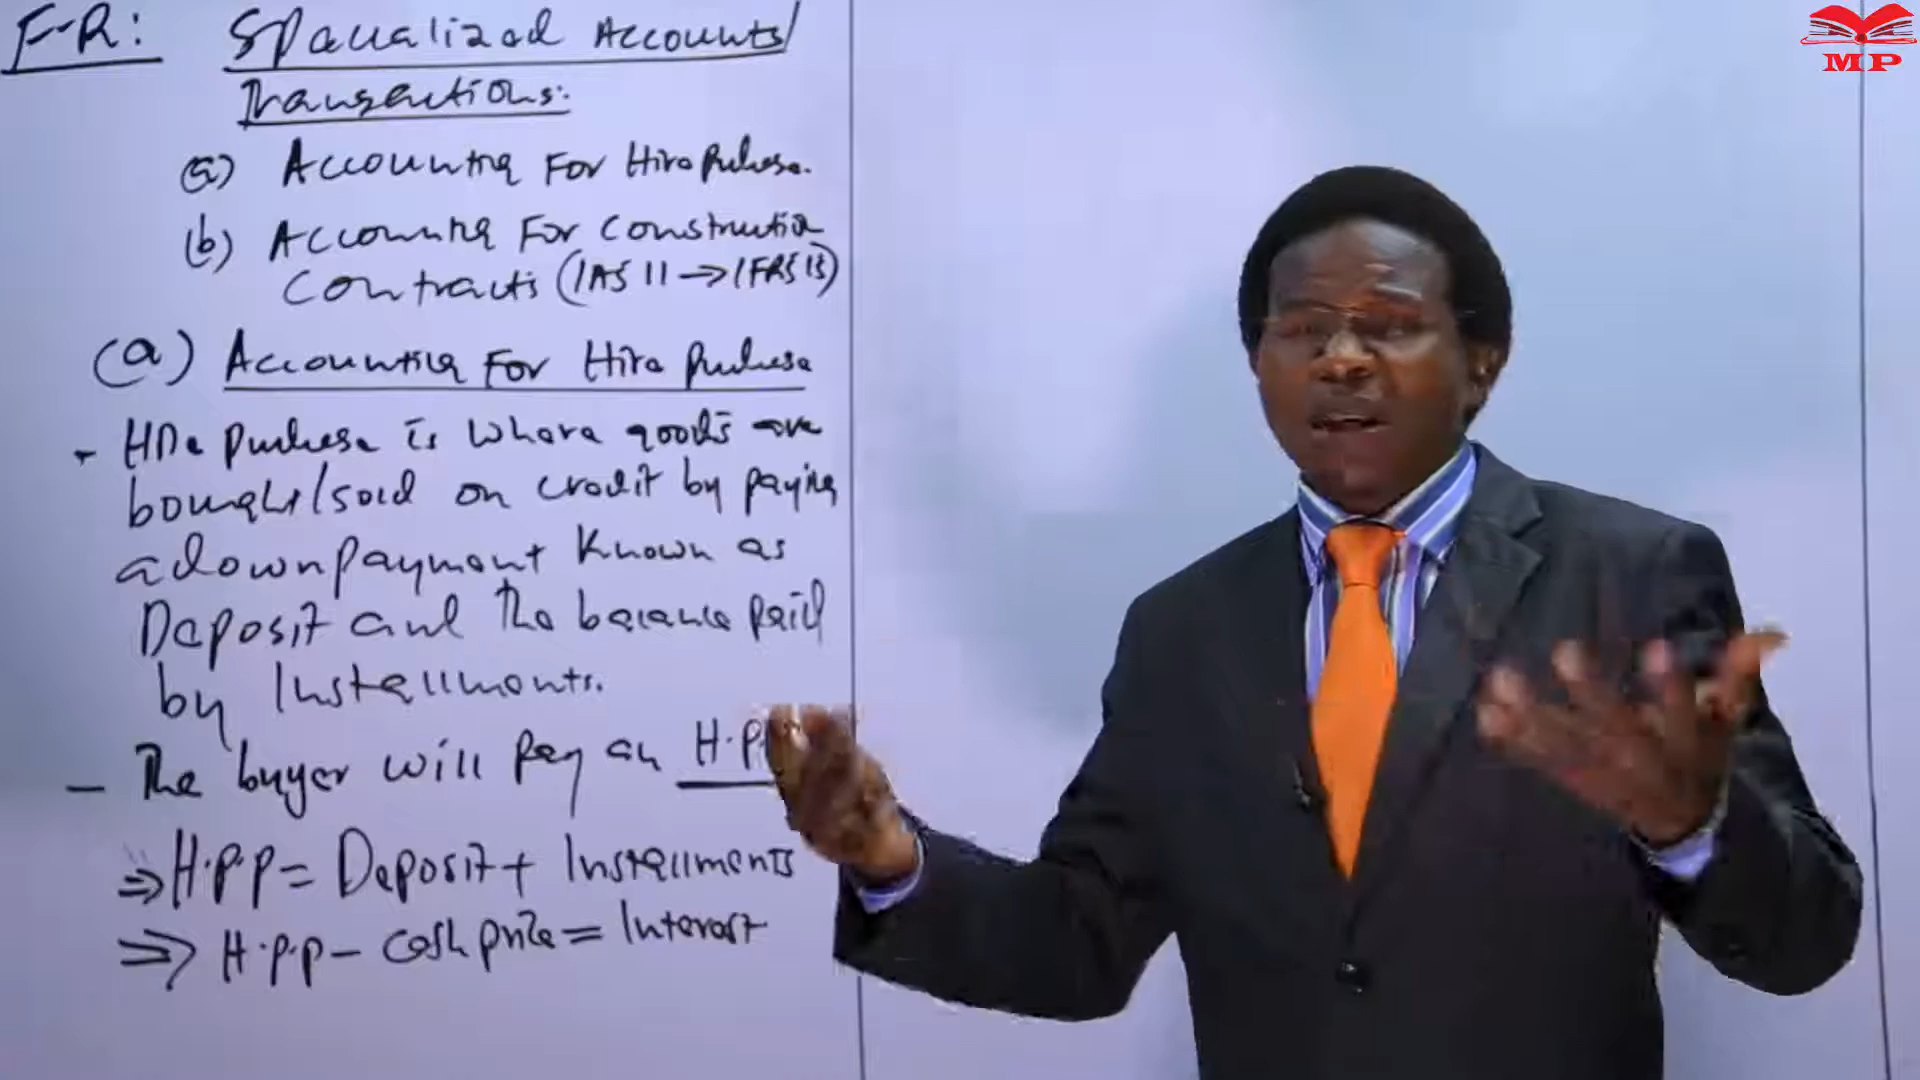 F.R: Specialized Accounts/
Transactions:
(a) Accounting For Hire Purchase.
(b) Accounting For Construction
Contracts (IAS 11 → IFRS 15)
(a) Accounting For Hire Purchase
- Hire Purchase is where goods are
bought/sold on credit by paying
a downpayment known as
Deposit and the balance paid
by Installments.
- The buyer will pay an H.P
⇒ H.P.P = Deposit + Installments
⇒ H.P.P - cash price = Interest
MP